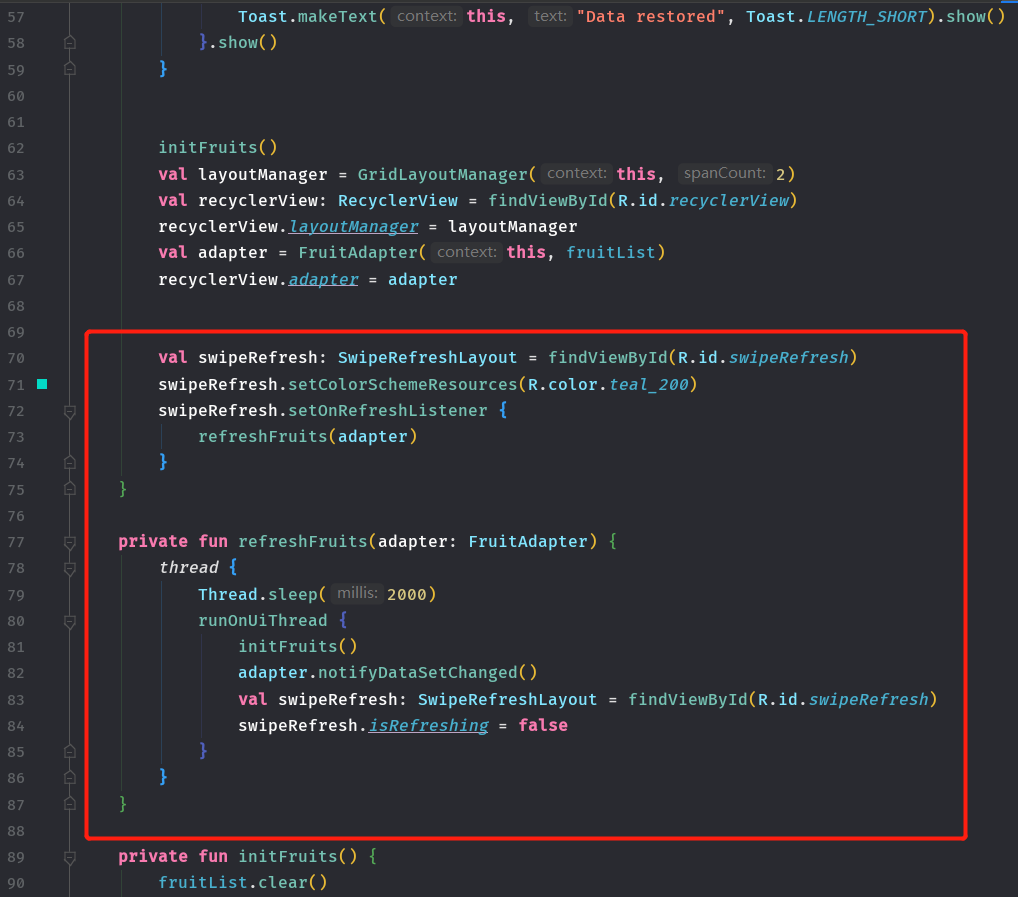 57 Toast.makeText( context: this, text: "Data restored", Toast.LENGTH_SHORT).show()
58 }.show()
59 }
60
61
62 initFruits()
63 val layoutManager = GridLayoutManager( context: this, spanCount: 2)
64 val recyclerView: RecyclerView = findViewById(R.id.recyclerView)
65 recyclerView.layoutManager = layoutManager
66 val adapter = FruitAdapter( context: this, fruitList)
67 recyclerView.adapter = adapter
68
69
70 val swipeRefresh: SwipeRefreshLayout = findViewById(R.id.swipeRefresh)
71 swipeRefresh.setColorSchemeResources(R.color.teal_200)
72 swipeRefresh.setOnRefreshListener {
73 refreshFruits(adapter)
74 }
75 }
76
77 private fun refreshFruits(adapter: FruitAdapter) {
78 thread {
79 Thread.sleep( millis: 2000)
80 runOnUiThread {
81 initFruits()
82 adapter.notifyDataSetChanged()
83 val swipeRefresh: SwipeRefreshLayout = findViewById(R.id.swipeRefresh)
84 swipeRefresh.isRefreshing = false
85 }
86 }
87 }
88
89 private fun initFruits() {
90 fruitList.clear()